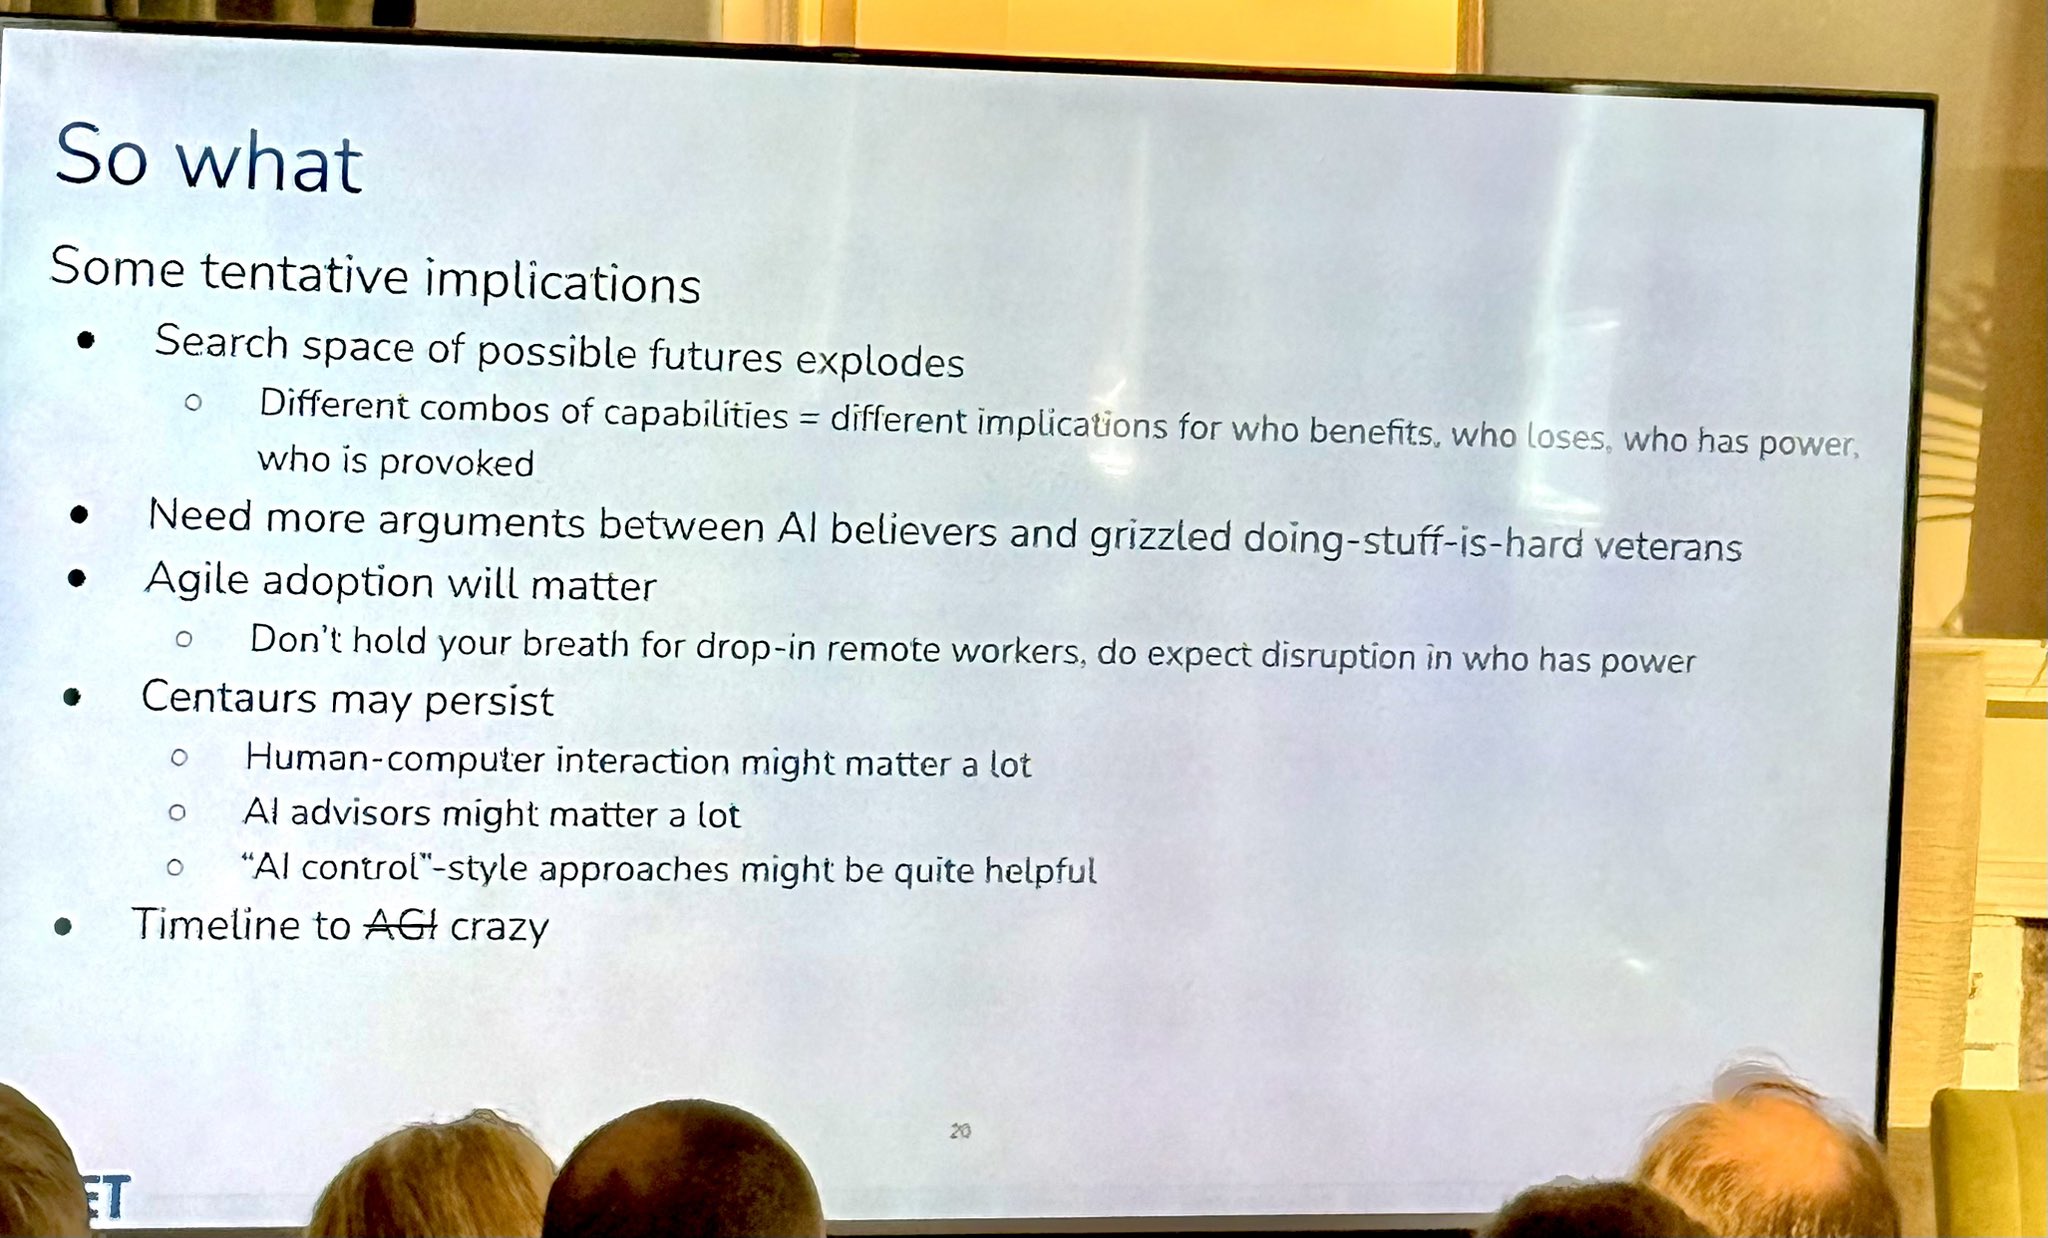 So what
Some tentative implications
● Search space of possible futures explodes
○ Different combos of capabilities = different implications for who benefits, who loses, who has power,
who is provoked
● Need more arguments between AI believers and grizzled doing-stuff-is-hard veterans
● Agile adoption will matter
○ Don't hold your breath for drop-in remote workers, do expect disruption in who has power
● Centaurs may persist
○ Human-computer interaction might matter a lot
○ AI advisors might matter a lot
○ “AI control”-style approaches might be quite helpful
● Timeline to AGI crazy
20
ET